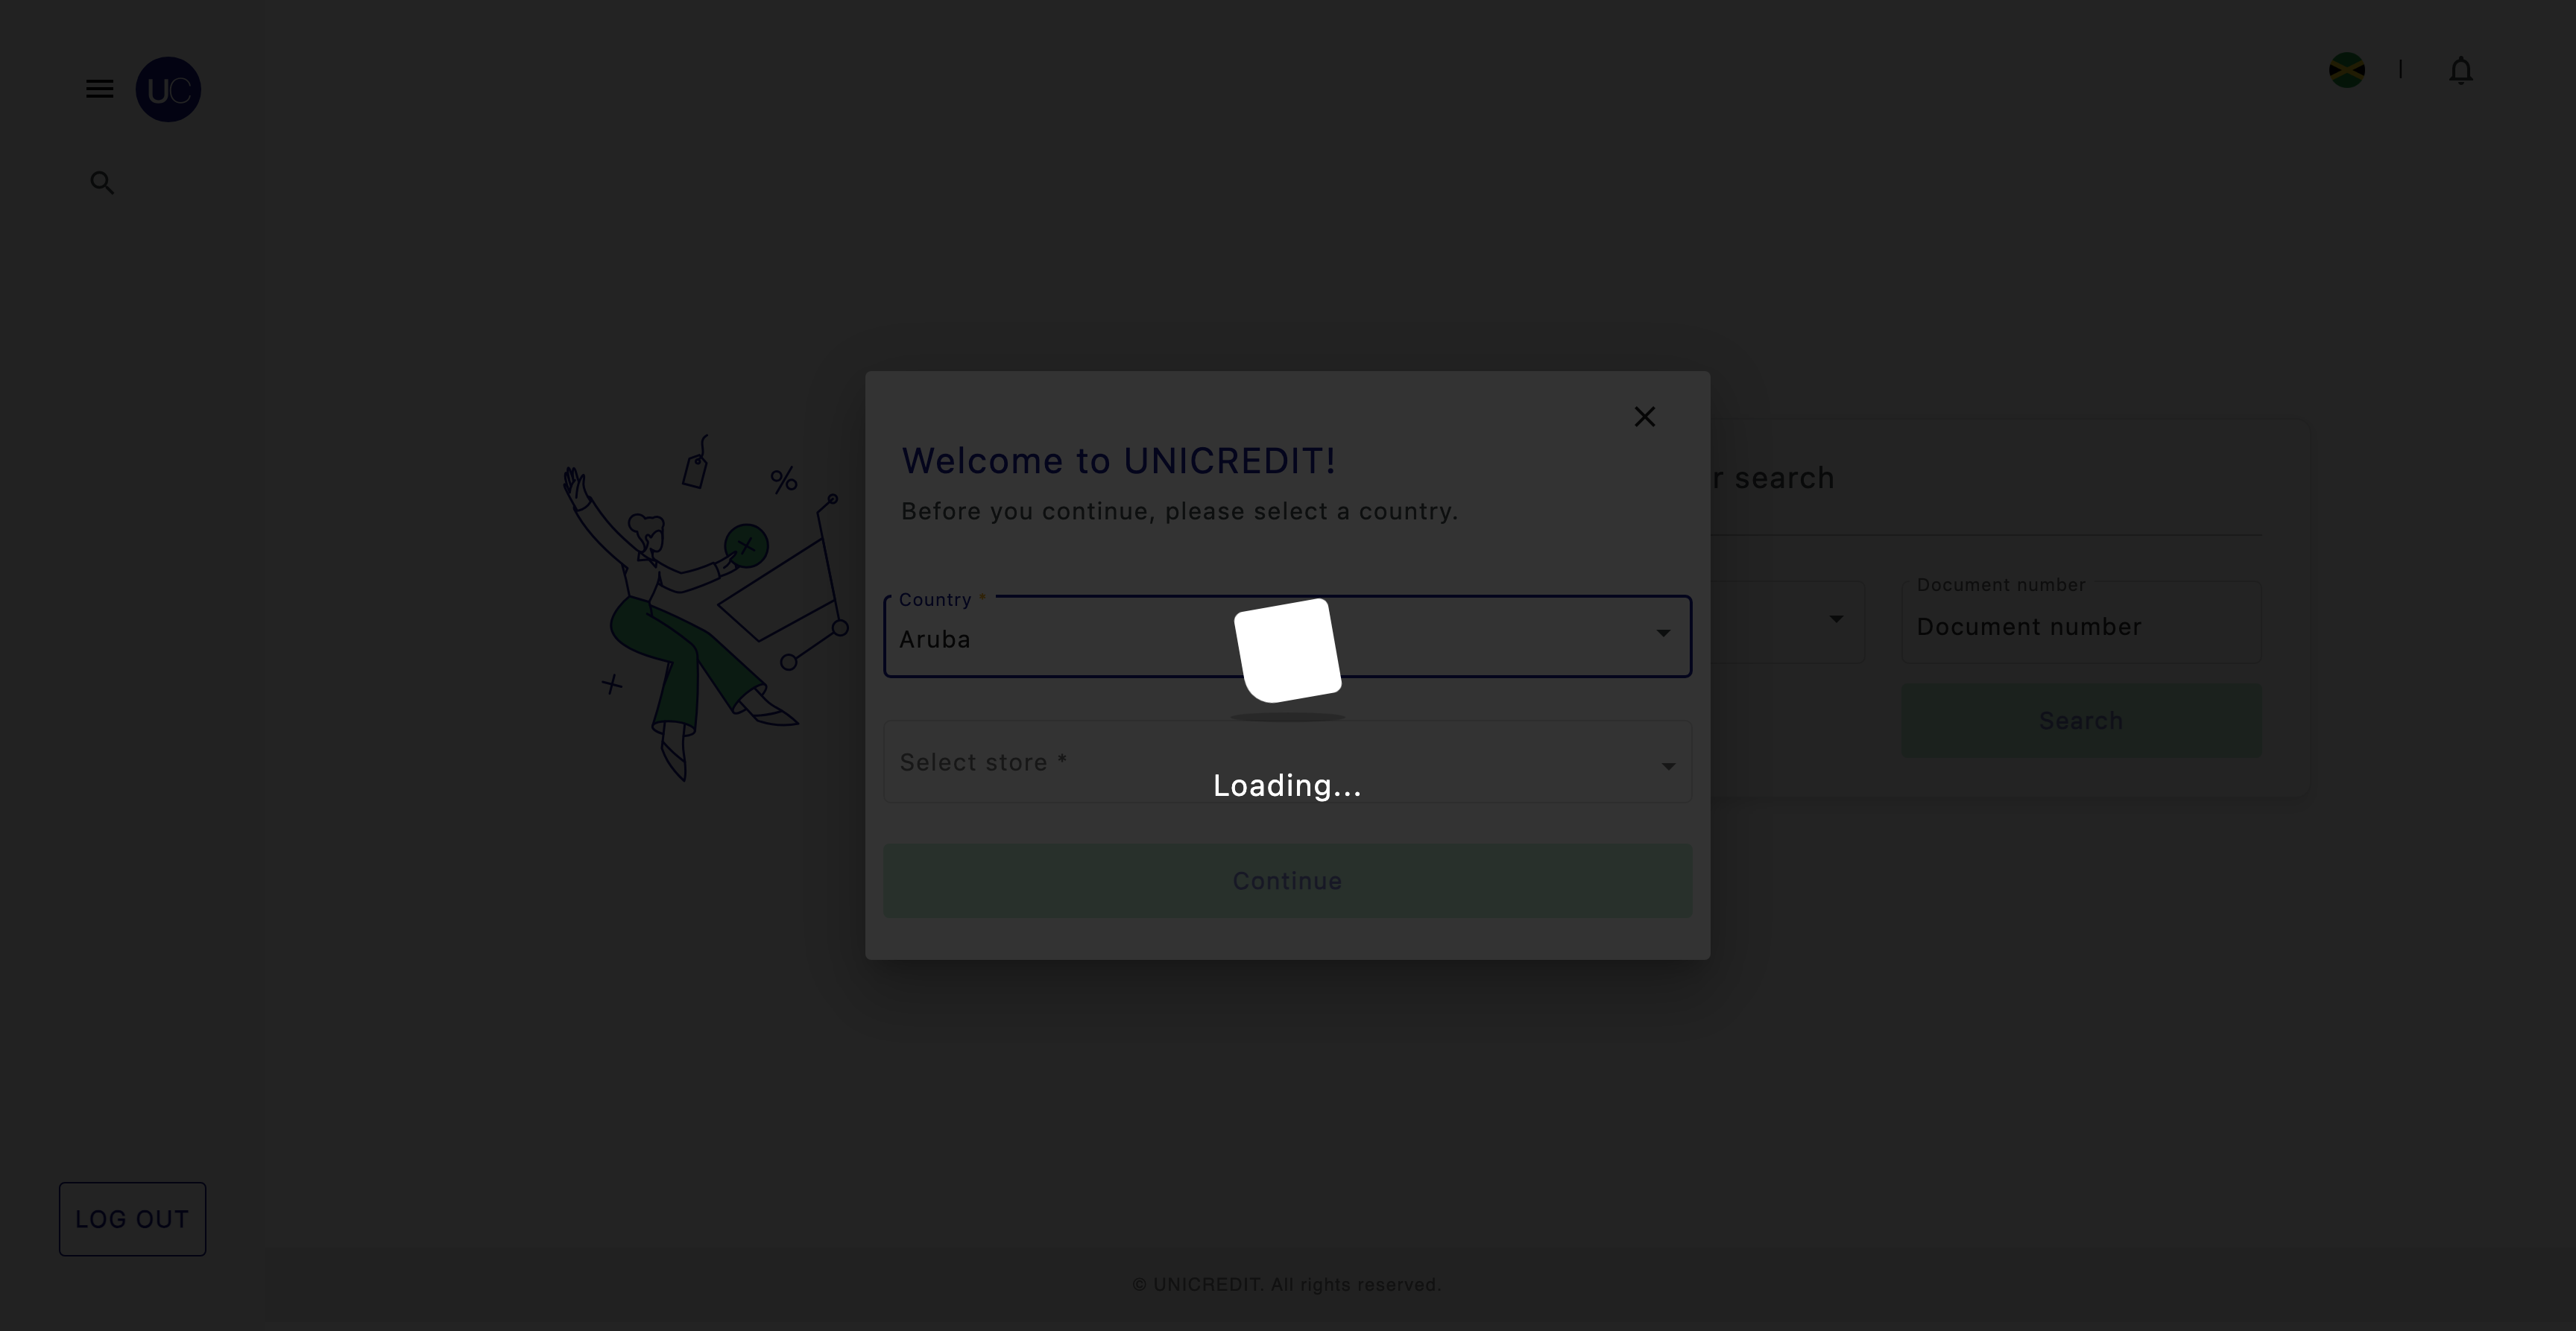 UC
Welcome to UNICREDIT!
Before you continue, please select a country.
r search
Country *
Aruba
Document number
Document number
Select store *
Search
Loading...
Continue
LOG OUT
© UNICREDIT. All rights reserved.